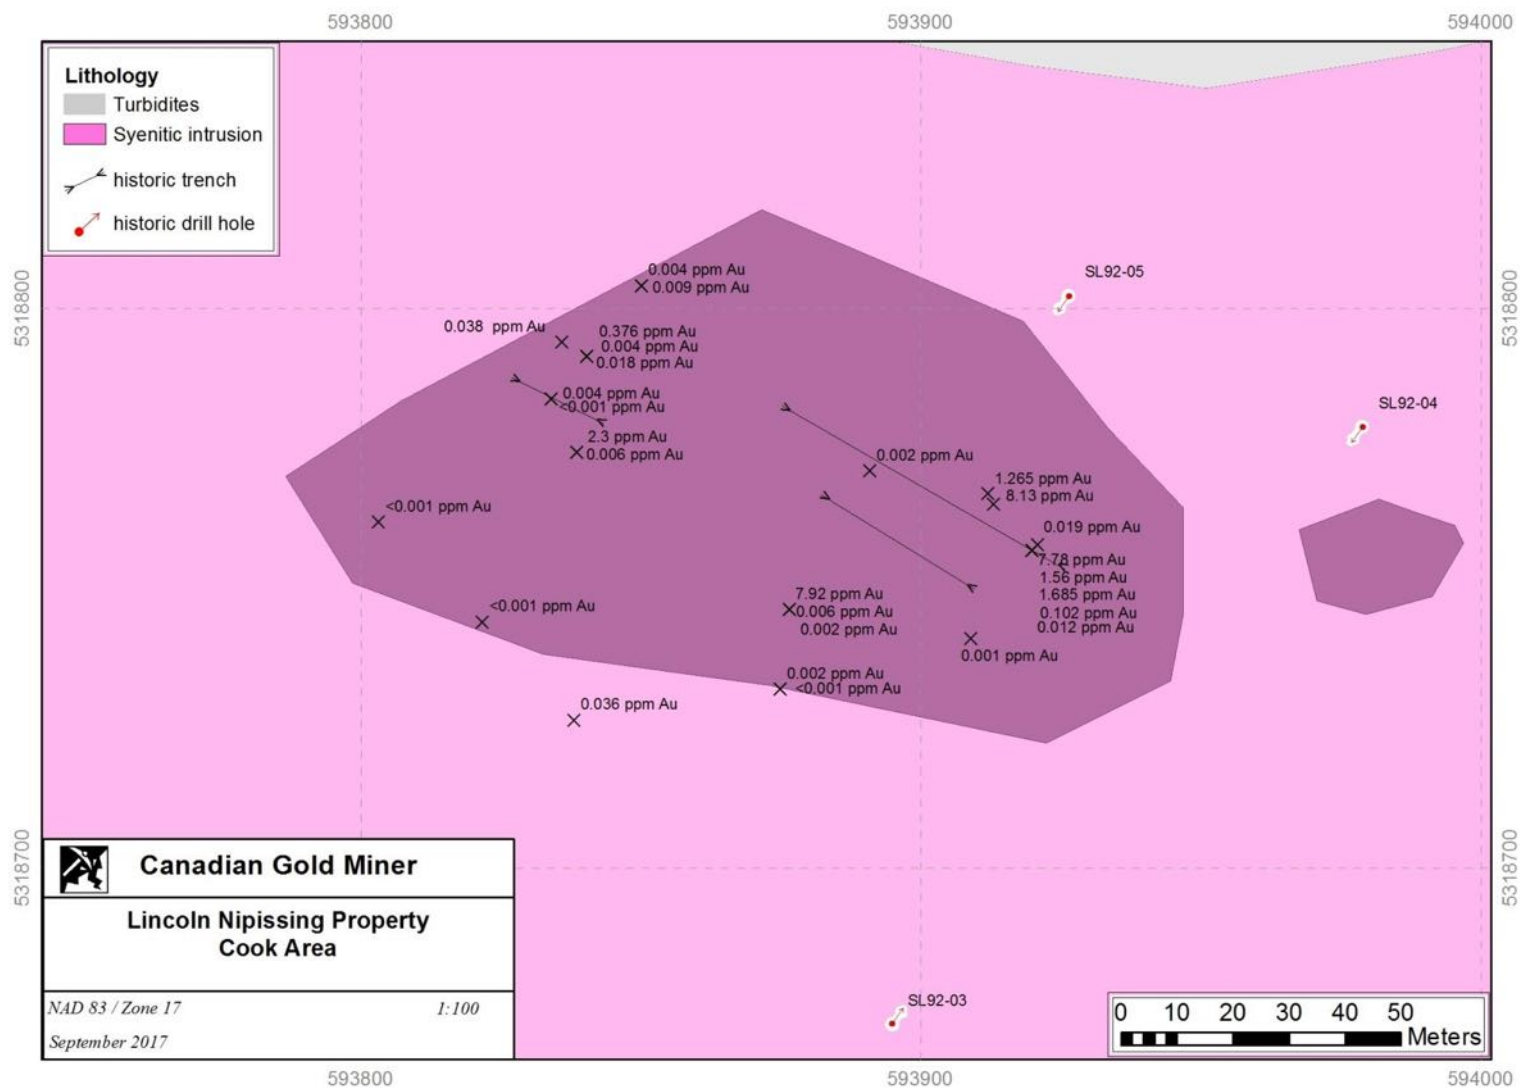 593800
593900
594000
Lithology
Turbidites
Syenitic intrusion
historic trench
historic drill hole
0.004 ppm Au
0.009 ppm Au
SL92-05
5318800
5318800
0.038 ppm Au
0.376 ppm Au
0.004 ppm Au
0.018 ppm Au
0.004 ppm Au
<0.001 ppm Au
SL92-04
2.3 ppm Au
0.006 ppm Au
0.002 ppm Au
1.265 ppm Au
8.13 ppm Au
<0.001 ppm Au
0.019 ppm Au
7.78 ppm Au
1.56 ppm Au
1.685 ppm Au
0.102 ppm Au
0.012 ppm Au
7.92 ppm Au
0.006 ppm Au
0.002 ppm Au
<0.001 ppm Au
0.001 ppm Au
0.002 ppm Au
<0.001 ppm Au
0.036 ppm Au
5318700
5318700
Canadian Gold Miner
Lincoln Nipissing Property
Cook Area
NAD 83 / Zone 17 1:100
September 2017
SL92-03
0 10 20 30 40 50
Meters
593800
593900
594000